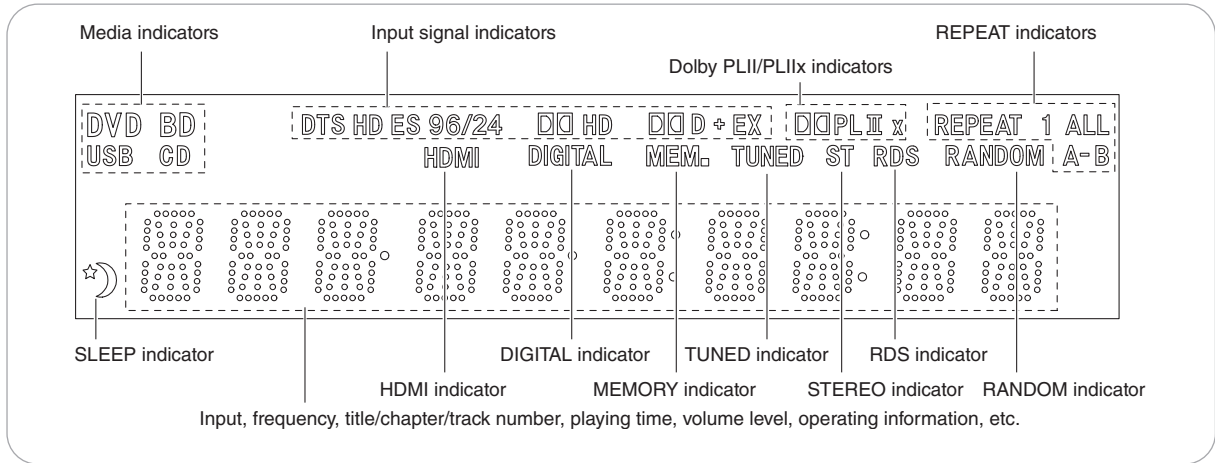 Media indicators
Input signal indicators
REPEAT indicators
Dolby PLII/PLIIx indicators
DVD BD
DTS HD ES 96/24 HD D + EX PL II x
REPEAT 1 ALL
USB CD
HDMI DIGITAL MEM. TUNED ST RDS RANDOM A-B
SLEEP indicator
DIGITAL indicator
TUNED indicator
RDS indicator
HDMI indicator
MEMORY indicator
STEREO indicator
RANDOM indicator
Input, frequency, title/chapter/track number, playing time, volume level, operating information, etc.